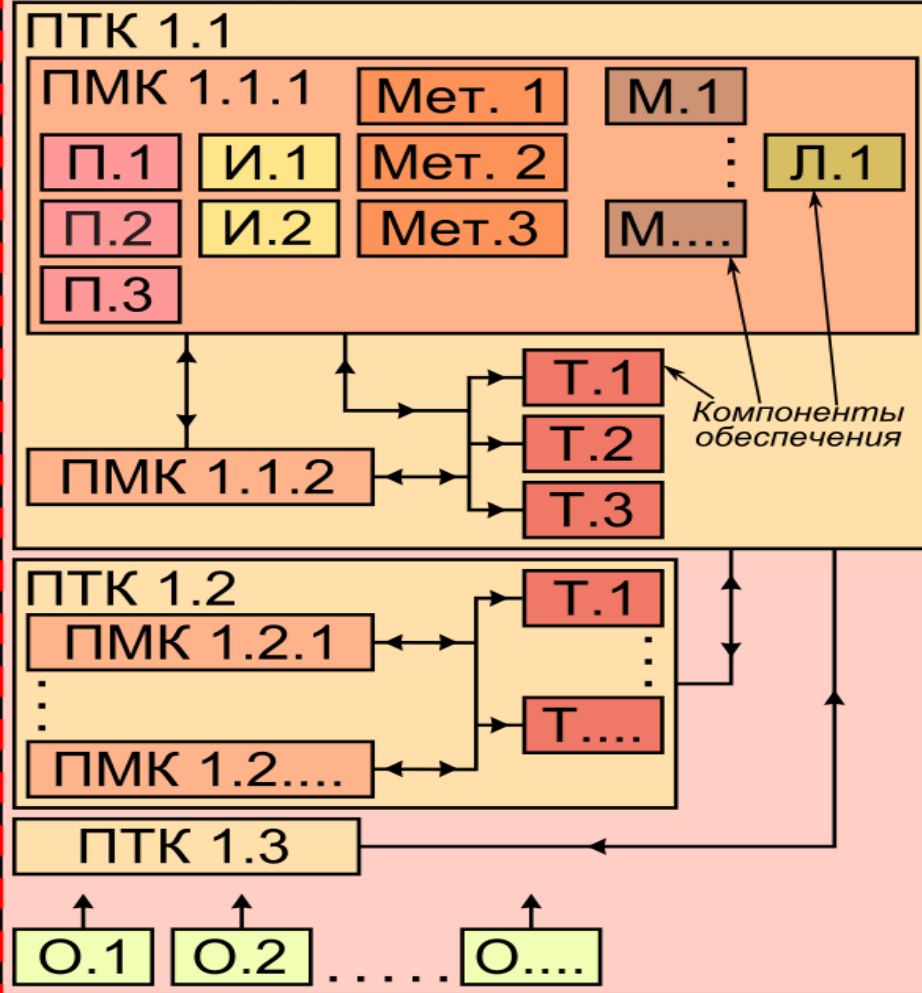 ПТК 1.1
ПМК 1.1.1
Мет. 1
М.1
П.1
И.1
Мет. 2
Л.1
П.2
И.2
Мет.3
М....
П.3
Т.1
Компоненты
обеспечения
Т.2
ПМК 1.1.2
Т.3
ПТК 1.2
Т.1
ПМК 1.2.1
Т....
ПМК 1.2....
ПТК 1.3
О.1
О.2
.....
О....